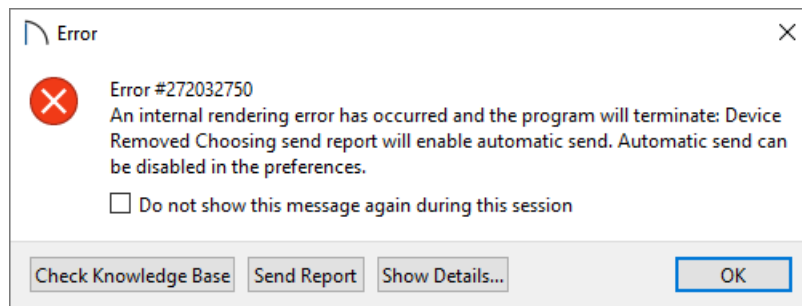 Error
Error #272032750
An internal rendering error has occurred and the program will terminate: Device
Removed Choosing send report will enable automatic send. Automatic send can
be disabled in the preferences.
Do not show this message again during this session
Check Knowledge Base Send Report Show Details... OK